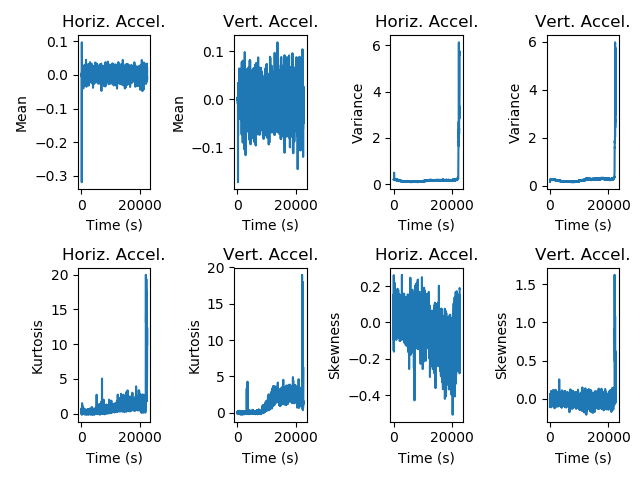 Horiz. Accel.
Vert. Accel.
Horiz. Accel.
Vert. Accel.
Mean
0.1
0.0
−0.1
−0.2
−0.3
0
20000
Time (s)
Mean
0.1
0.0
−0.1
0
20000
Time (s)
Variance
6
4
2
0
0
20000
Time (s)
Variance
6
4
2
0
0
20000
Time (s)
Horiz. Accel.
Vert. Accel.
Horiz. Accel.
Vert. Accel.
Kurtosis
20
15
10
5
0
0
20000
Time (s)
Kurtosis
20
15
10
5
0
0
20000
Time (s)
Skewness
0.2
0.0
−0.2
−0.4
0
20000
Time (s)
Skewness
1.5
1.0
0.5
0.0
0
20000
Time (s)